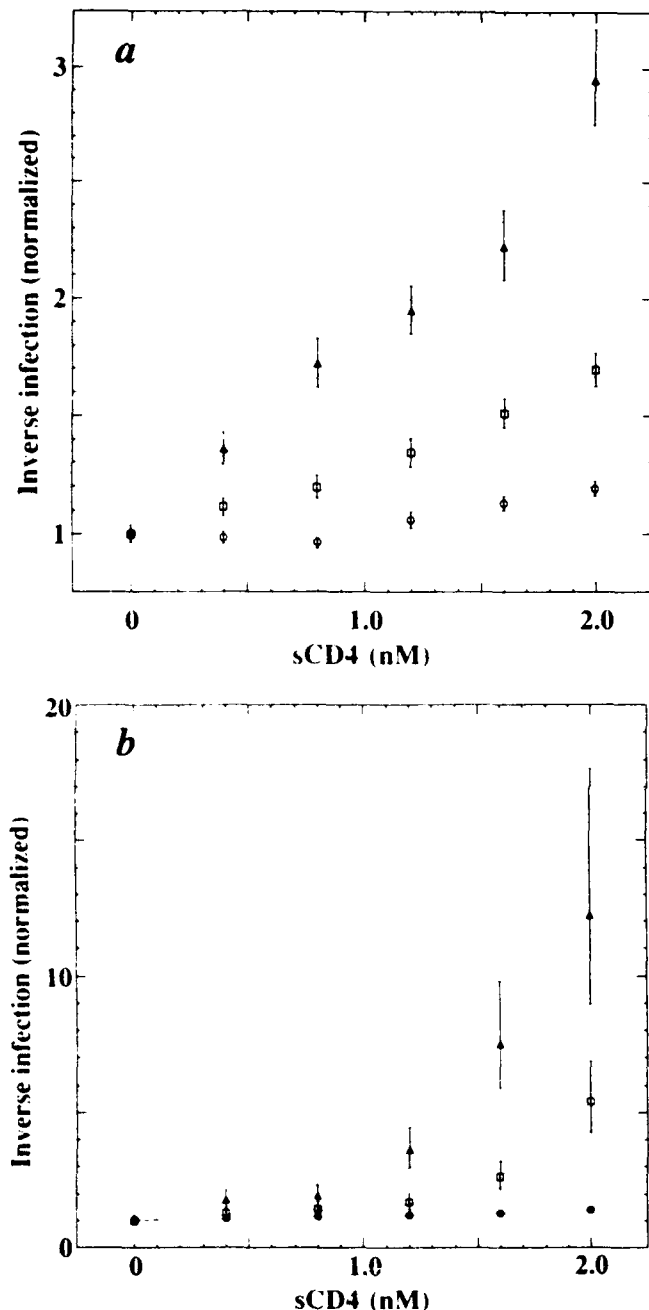 a
3
2
1
Inverse infection (normalized)
0 1.0 2.0
sCD4 (nM)
b
20
10
0
Inverse infection (normalized)
0 1.0 2.0
sCD4 (nM)